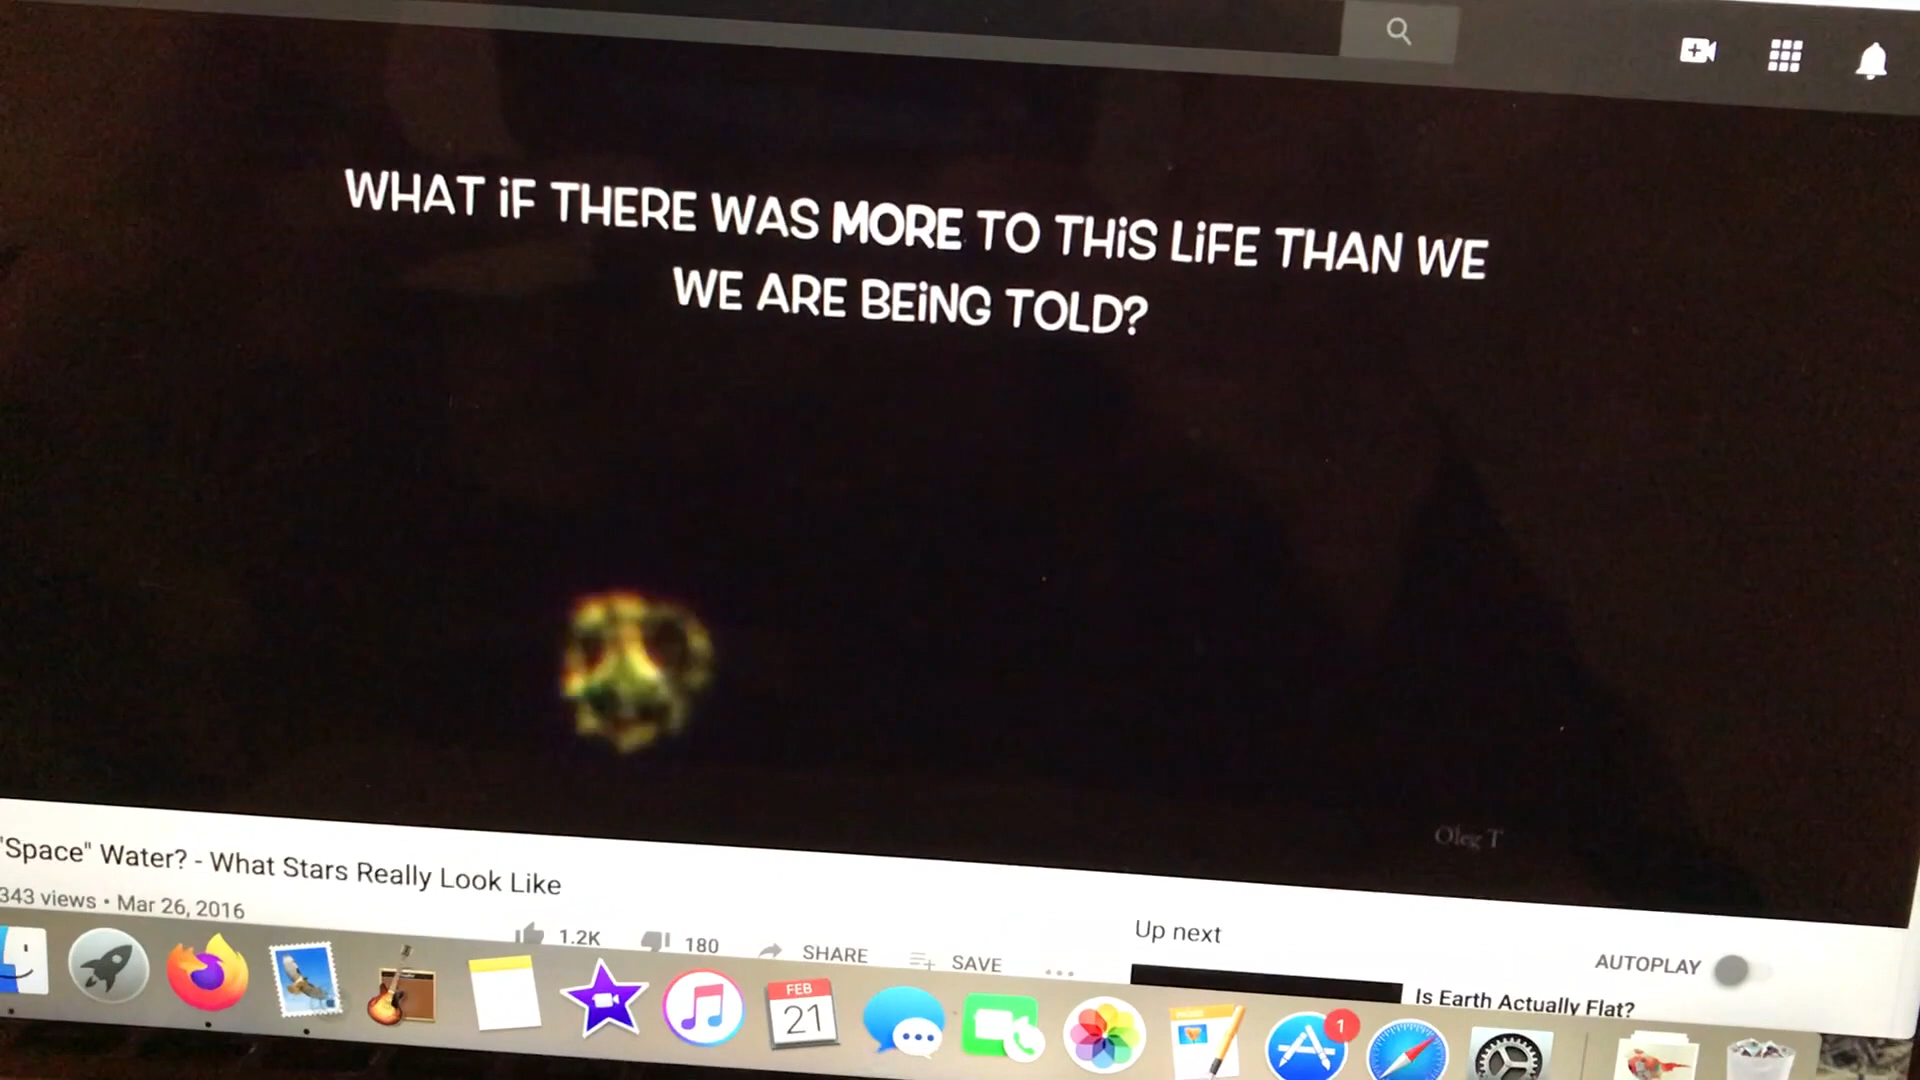 WHAT iF THERE WAS MORE TO THiS LiFE THAN WE
WE ARE BEiNG TOLD?
Oleg T
"Space" Water? - What Stars Really Look Like
343 views • Mar 26, 2016
1.2K
180
SHARE
SAVE
Up next
AUTOPLAY
Is Earth Actually Flat?
FEB
21
1